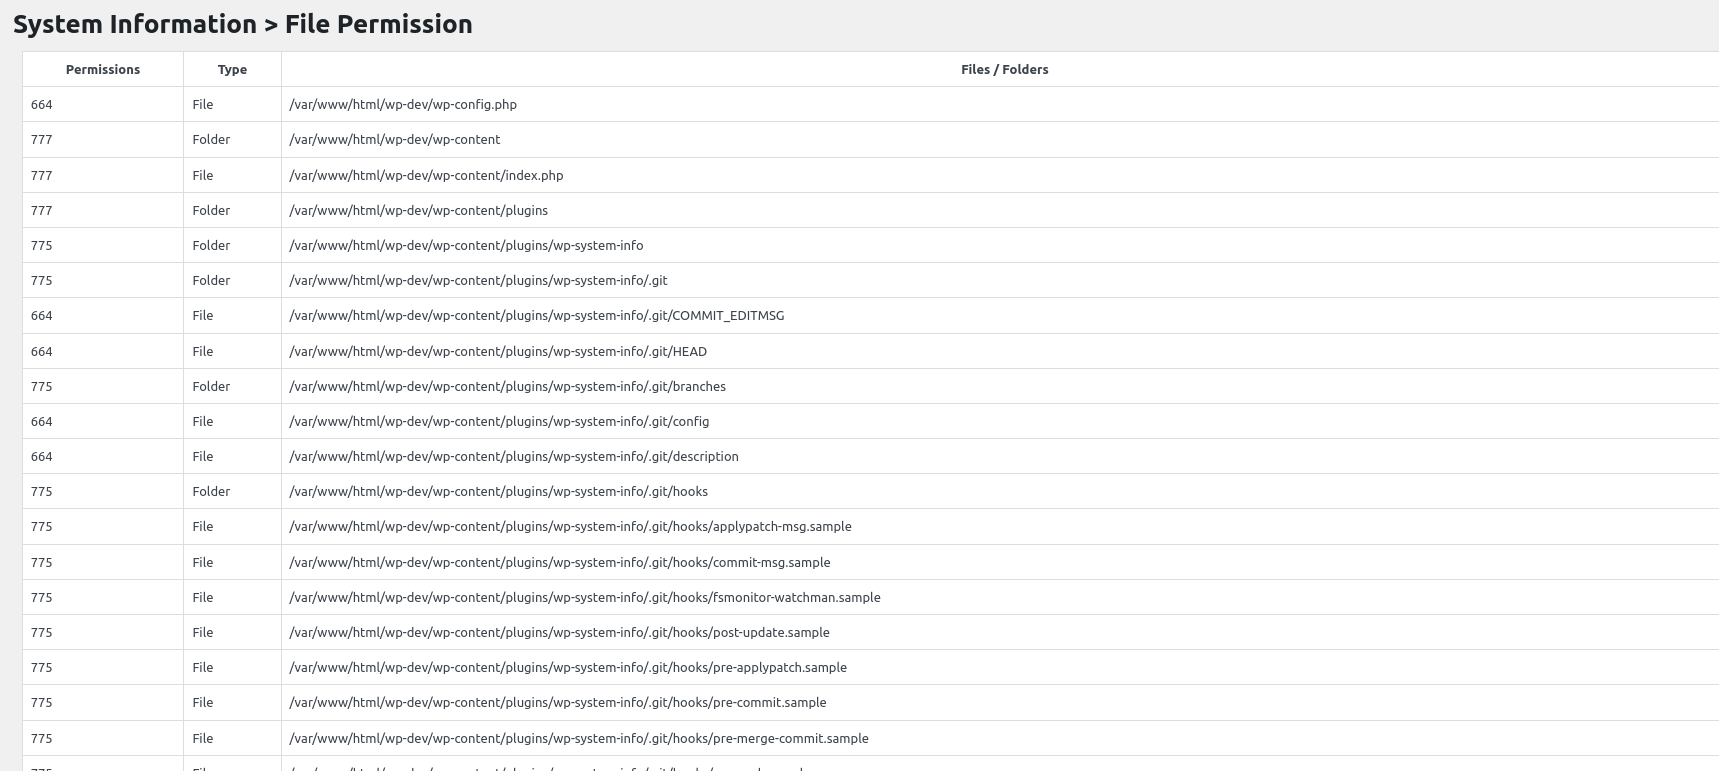 System Information > File Permission
Permissions Type Files / Folders
664 File /var/www/html/wp-dev/wp-config.php
777 Folder /var/www/html/wp-dev/wp-content
777 File /var/www/html/wp-dev/wp-content/index.php
777 Folder /var/www/html/wp-dev/wp-content/plugins
775 Folder /var/www/html/wp-dev/wp-content/plugins/wp-system-info
775 Folder /var/www/html/wp-dev/wp-content/plugins/wp-system-info/.git
664 File /var/www/html/wp-dev/wp-content/plugins/wp-system-info/.git/COMMIT_EDITMSG
664 File /var/www/html/wp-dev/wp-content/plugins/wp-system-info/.git/HEAD
775 Folder /var/www/html/wp-dev/wp-content/plugins/wp-system-info/.git/branches
664 File /var/www/html/wp-dev/wp-content/plugins/wp-system-info/.git/config
664 File /var/www/html/wp-dev/wp-content/plugins/wp-system-info/.git/description
775 Folder /var/www/html/wp-dev/wp-content/plugins/wp-system-info/.git/hooks
775 File /var/www/html/wp-dev/wp-content/plugins/wp-system-info/.git/hooks/applypatch-msg.sample
775 File /var/www/html/wp-dev/wp-content/plugins/wp-system-info/.git/hooks/commit-msg.sample
775 File /var/www/html/wp-dev/wp-content/plugins/wp-system-info/.git/hooks/fsmonitor-watchman.sample
775 File /var/www/html/wp-dev/wp-content/plugins/wp-system-info/.git/hooks/post-update.sample
775 File /var/www/html/wp-dev/wp-content/plugins/wp-system-info/.git/hooks/pre-applypatch.sample
775 File /var/www/html/wp-dev/wp-content/plugins/wp-system-info/.git/hooks/pre-commit.sample
775 File /var/www/html/wp-dev/wp-content/plugins/wp-system-info/.git/hooks/pre-merge-commit.sample